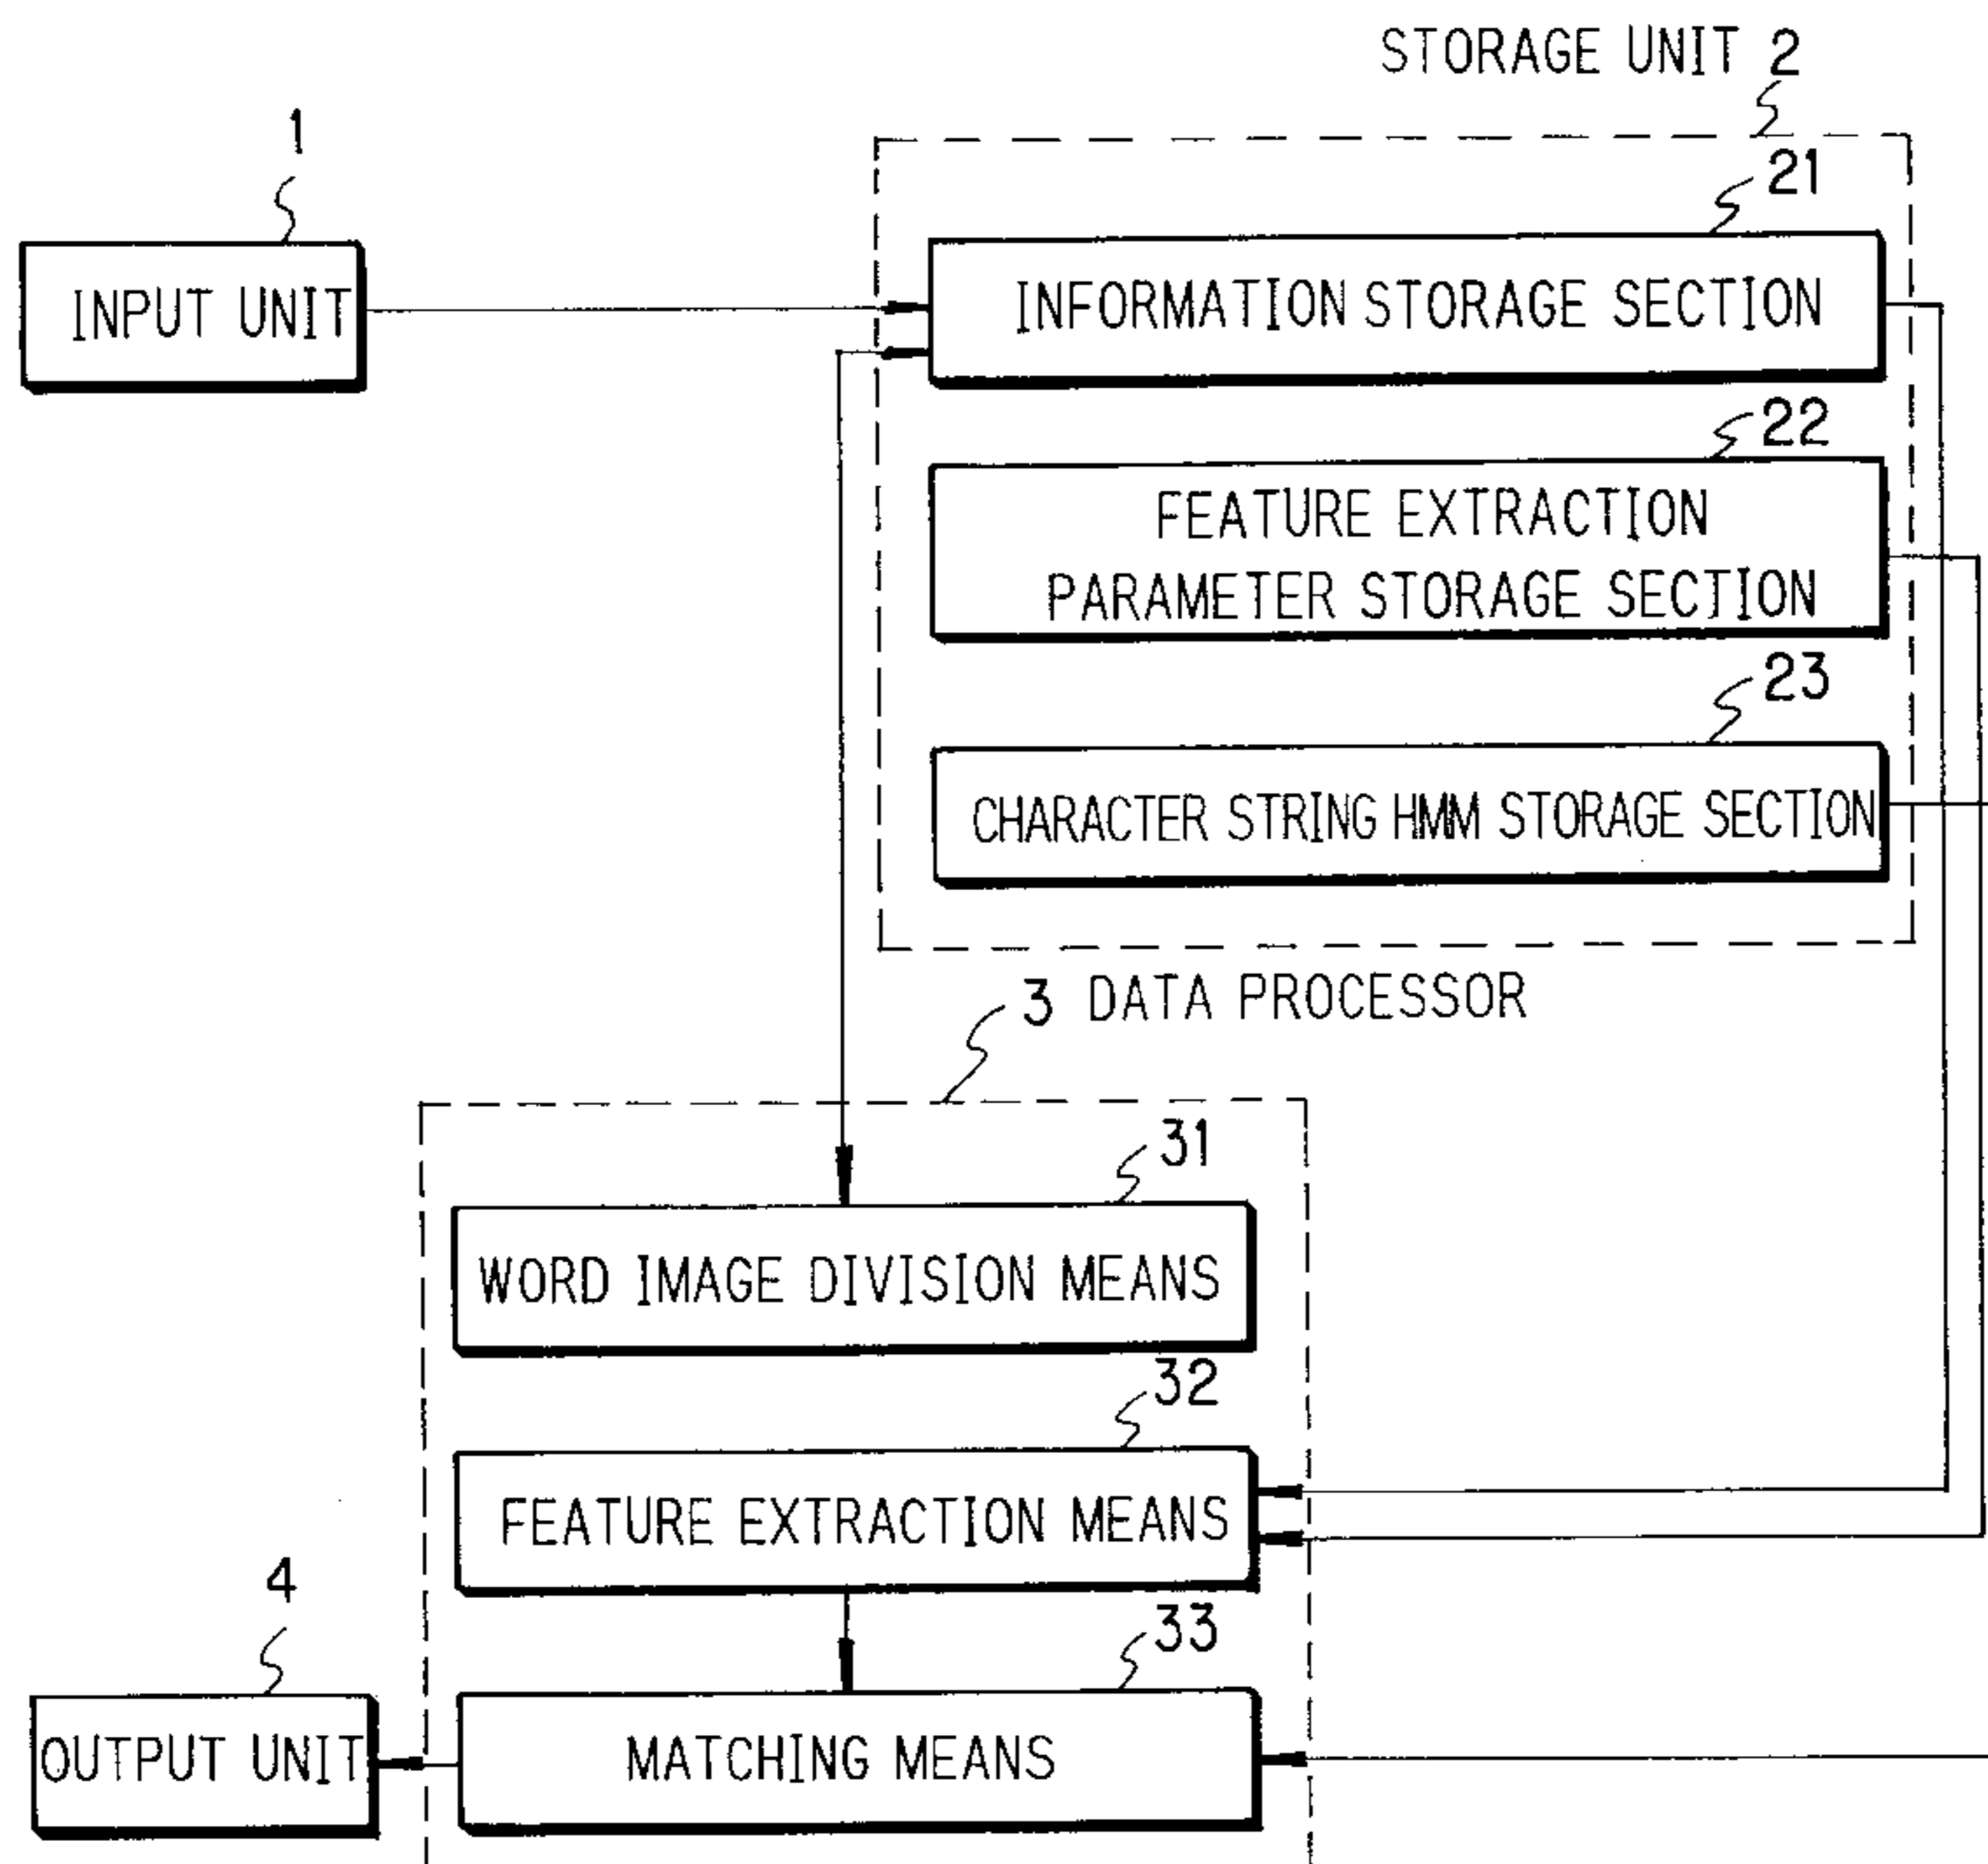 STORAGE UNIT 2
1
21
INPUT UNIT
INFORMATION STORAGE SECTION
22
FEATURE EXTRACTION
PARAMETER STORAGE SECTION
23
CHARACTER STRING HMM STORAGE SECTION
3 DATA PROCESSOR
31
WORD IMAGE DIVISION MEANS
32
FEATURE EXTRACTION MEANS
4
33
OUTPUT UNIT
MATCHING MEANS